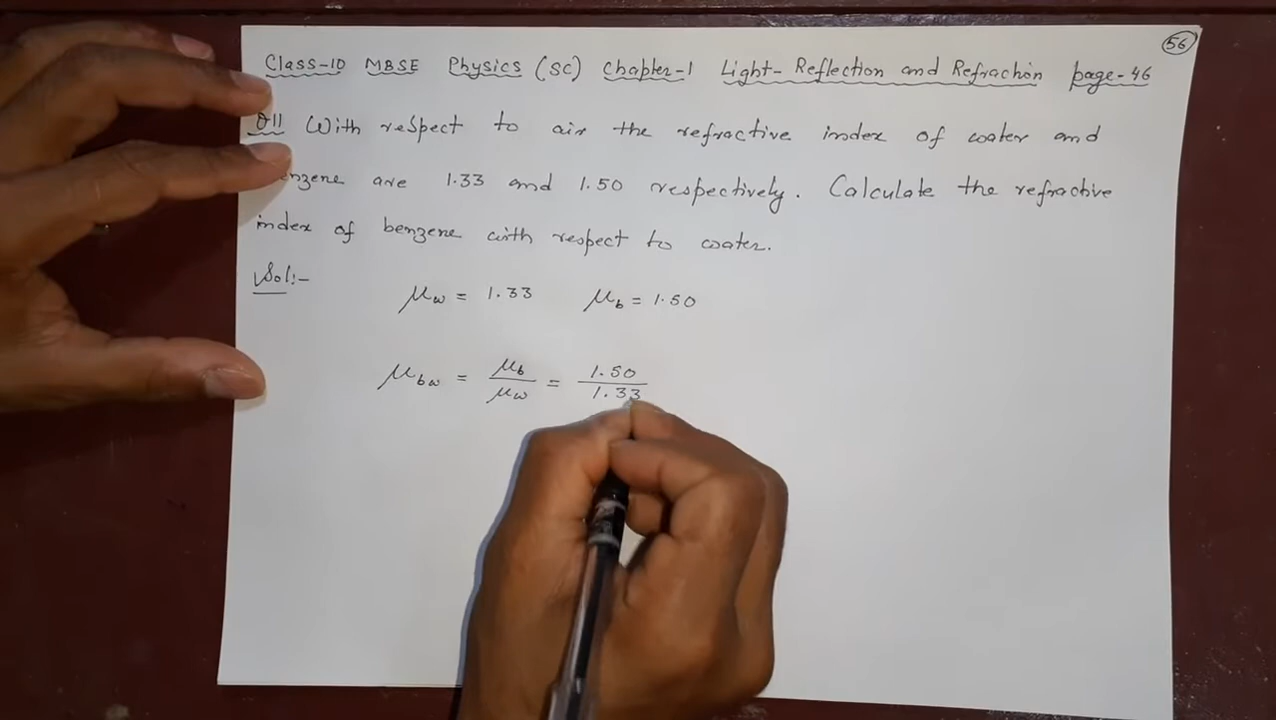 56
Class-10 MBSE Physics (SC) Chapter-1 Light-Reflection and Refraction page-46
Q11 With respect to air the refractive index of water and
enzene are 1.33 and 1.50 respectively. Calculate the refractive
index of benzene with respect to water.
Sol:-
μw = 1.33 μb = 1.50
μbw = μb/μw = 1.50/1.33